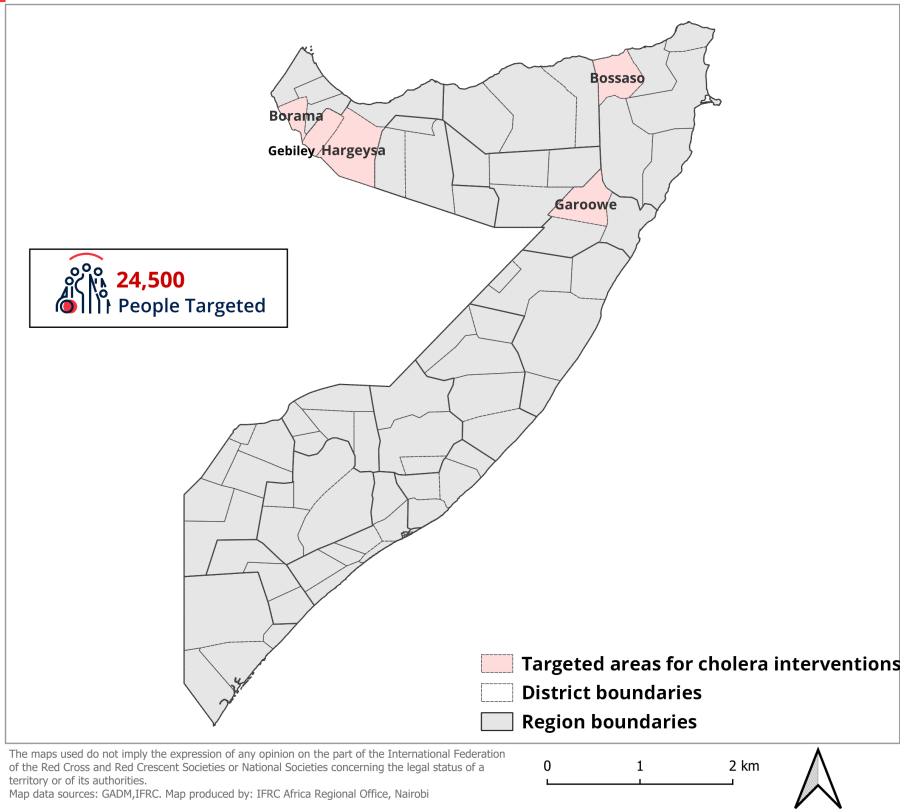 Bossaso
Borama
Gebiley
Hargeysa
Garoowe
24,500
People Targeted
Targeted areas for cholera interventions
District boundaries
Region boundaries
The maps used do not imply the expression of any opinion on the part of the International Federation
of the Red Cross and Red Crescent Societies or National Societies concerning the legal status of a
territory or of its authorities.
Map data sources: GADM,IFRC. Map produced by: IFRC Africa Regional Office, Nairobi
0 1 2 km